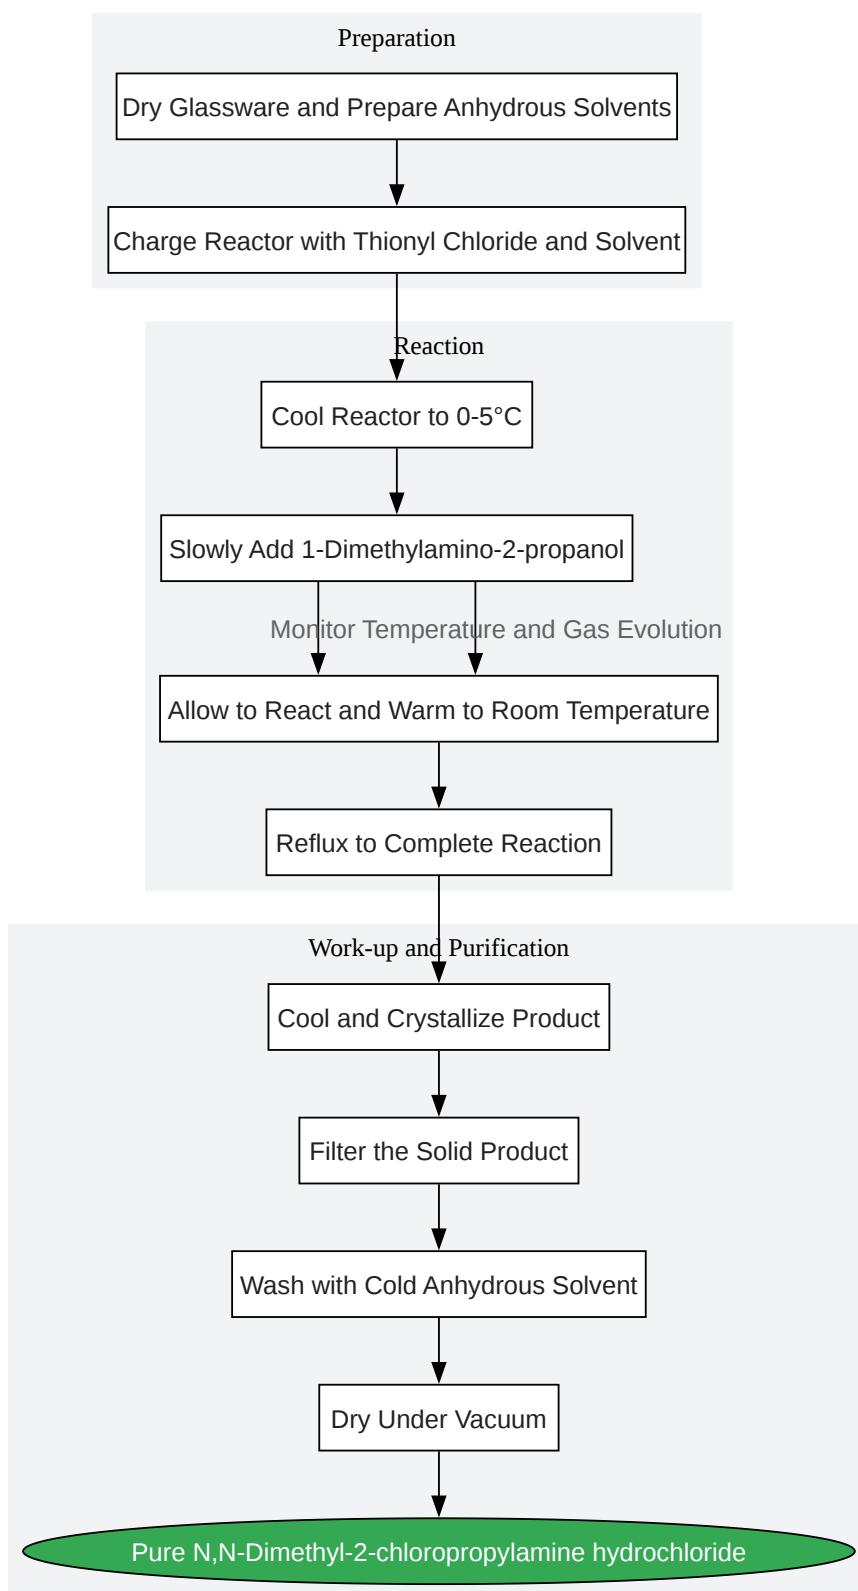 Preparation
Dry Glassware and Prepare Anhydrous Solvents
Charge Reactor with Thionyl Chloride and Solvent
Reaction
Cool Reactor to 0-5°C
Slowly Add 1-Dimethylamino-2-propanol
Monitor Temperature and Gas Evolution
Allow to React and Warm to Room Temperature
Reflux to Complete Reaction
Work-up and Purification
Cool and Crystallize Product
Filter the Solid Product
Wash with Cold Anhydrous Solvent
Dry Under Vacuum
Pure N,N-Dimethyl-2-chloropropylamine hydrochloride